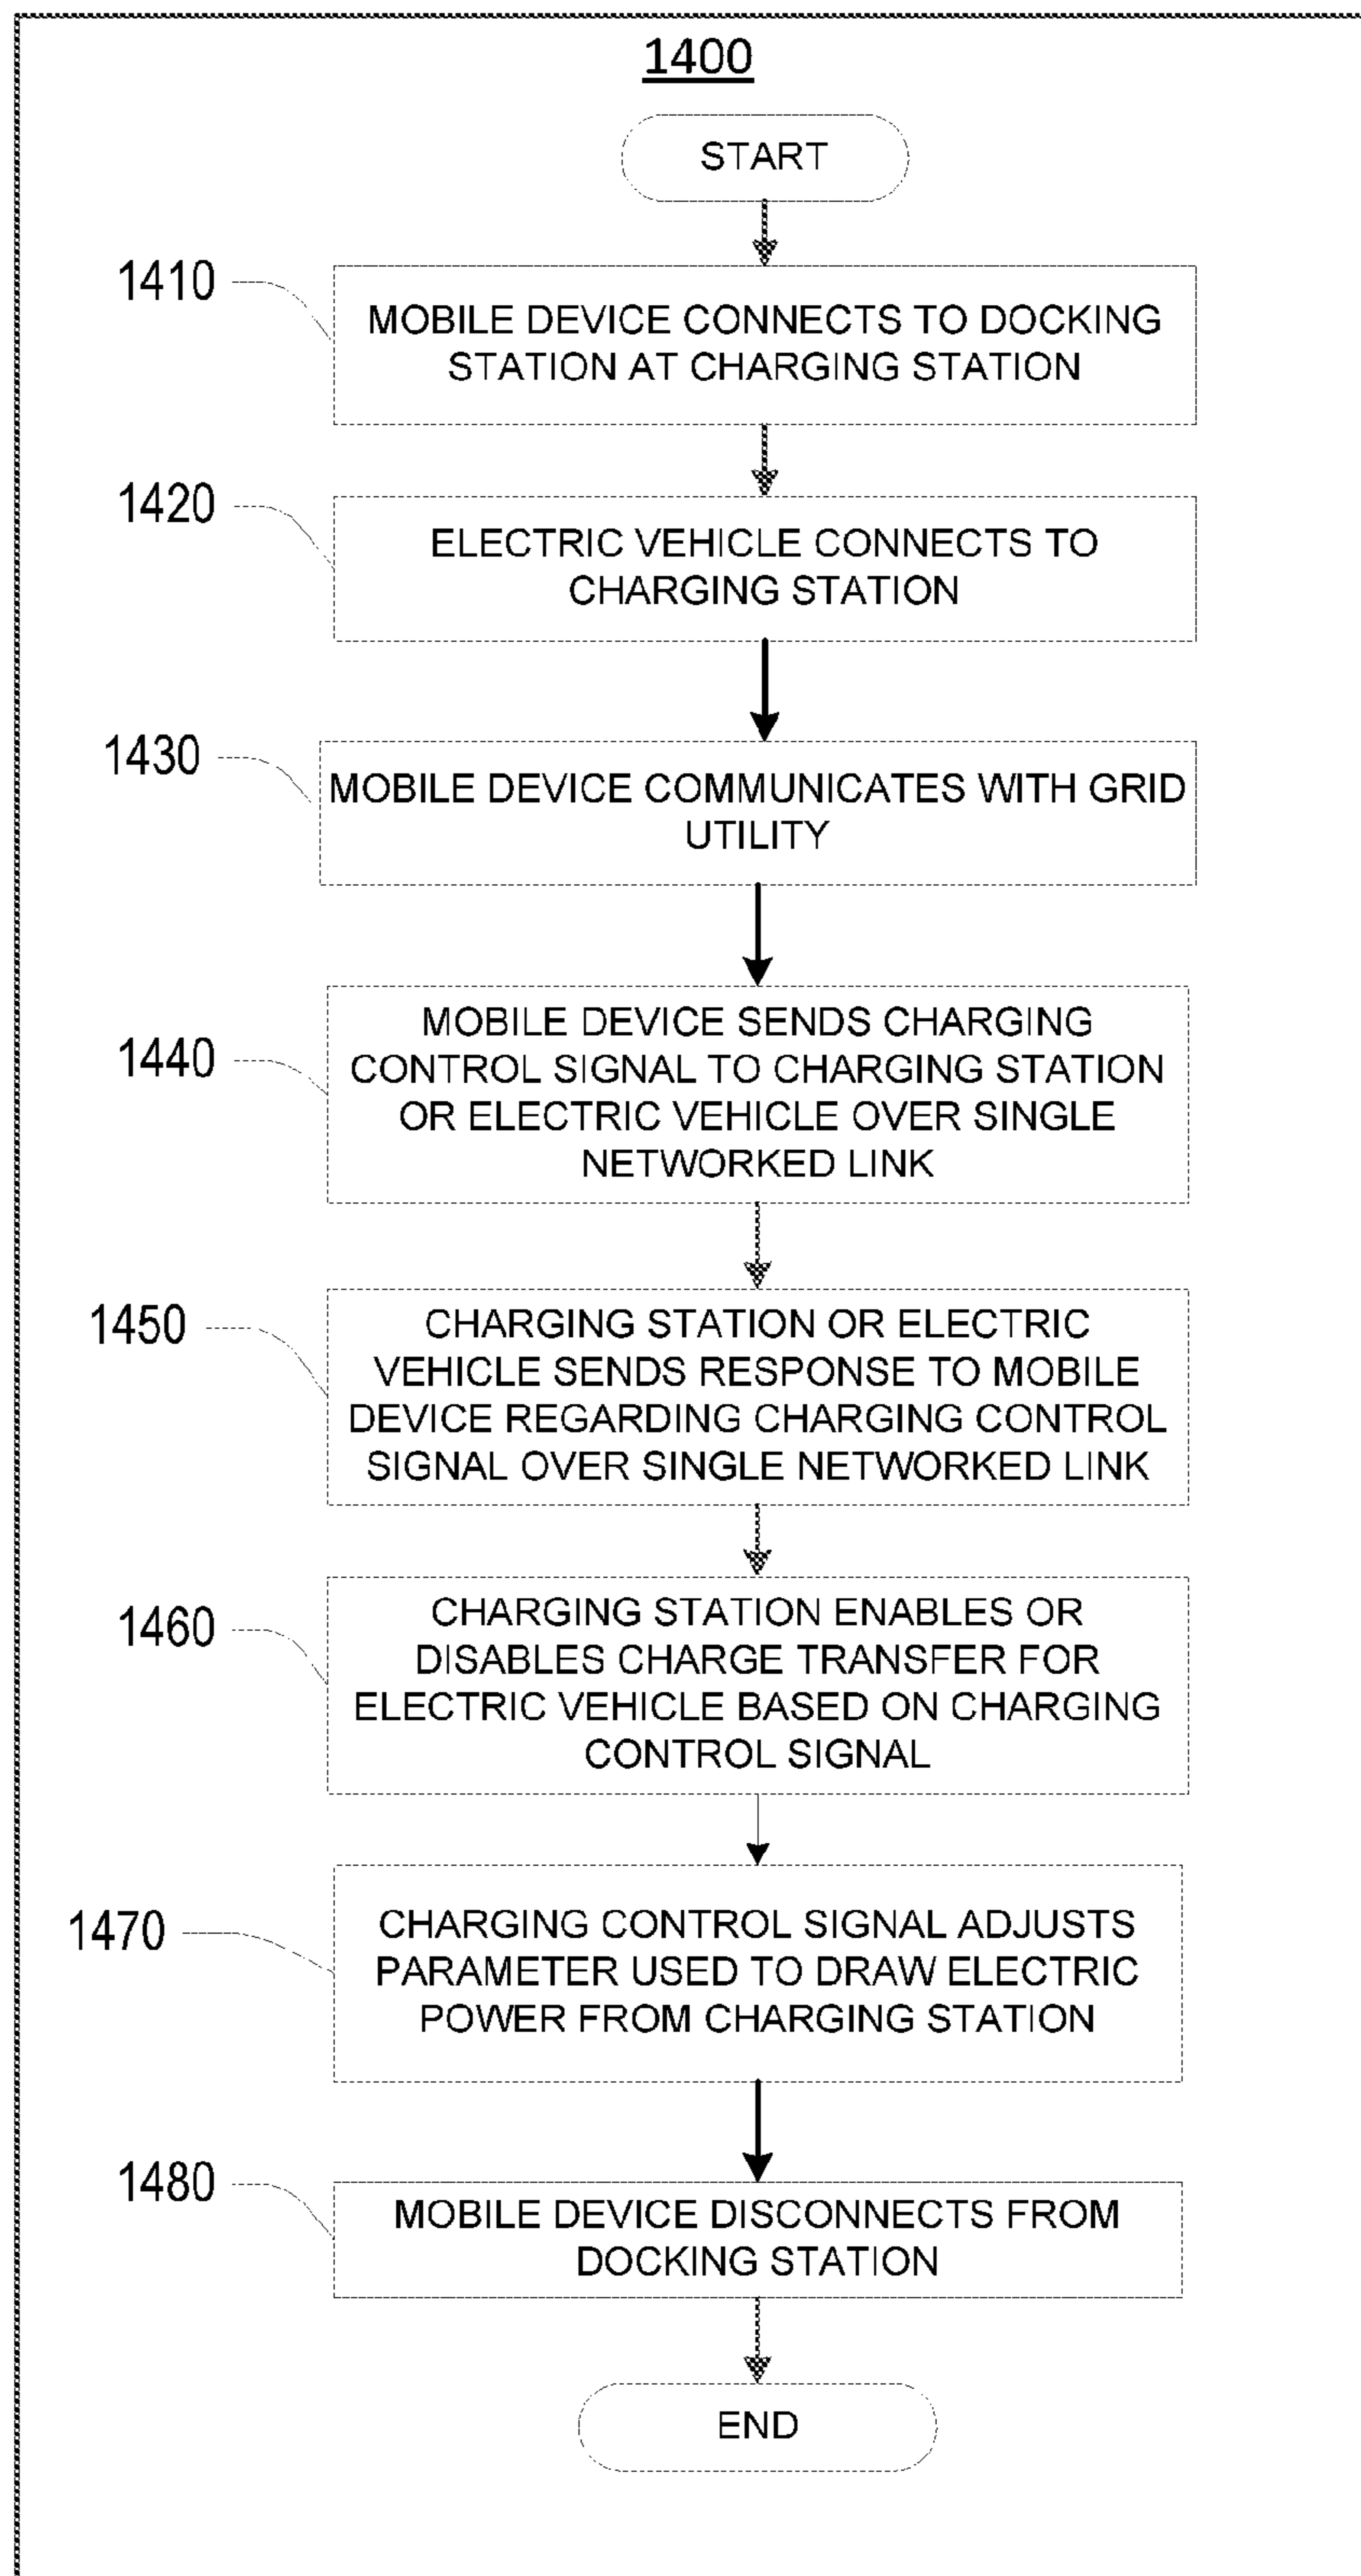 1400
START
1410
MOBILE DEVICE CONNECTS TO DOCKING
STATION AT CHARGING STATION
1420
ELECTRIC VEHICLE CONNECTS TO
CHARGING STATION
1430
MOBILE DEVICE COMMUNICATES WITH GRID
UTILITY
1440
MOBILE DEVICE SENDS CHARGING
CONTROL SIGNAL TO CHARGING STATION
OR ELECTRIC VEHICLE OVER SINGLE
NETWORKED LINK
1450
CHARGING STATION OR ELECTRIC
VEHICLE SENDS RESPONSE TO MOBILE
DEVICE REGARDING CHARGING CONTROL
SIGNAL OVER SINGLE NETWORKED LINK
1460
CHARGING STATION ENABLES OR
DISABLES CHARGE TRANSFER FOR
ELECTRIC VEHICLE BASED ON CHARGING
CONTROL SIGNAL
1470
CHARGING CONTROL SIGNAL ADJUSTS
PARAMETER USED TO DRAW ELECTRIC
POWER FROM CHARGING STATION
1480
MOBILE DEVICE DISCONNECTS FROM
DOCKING STATION
END